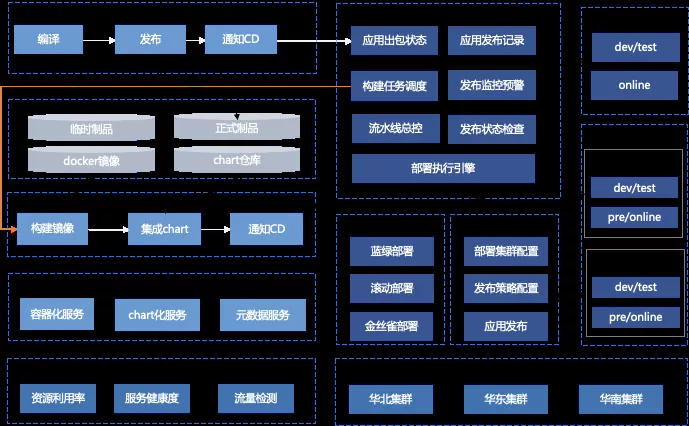 编译
发布
通知CD
临时制品
正式制品
docker镜像
chart仓库
构建镜像
集成chart
通知CD
容器化服务
chart化服务
元数据服务
资源利用率
服务健康度
流量检测
应用出包状态
应用发布记录
构建任务调度
发布监控预警
流水线总控
发布状态检查
部署执行引擎
蓝绿部署
滚动部署
金丝雀部署
部署集群配置
发布策略配置
应用发布
华北集群
华东集群
华南集群
dev/test
online
dev/test
pre/online
dev/test
pre/online